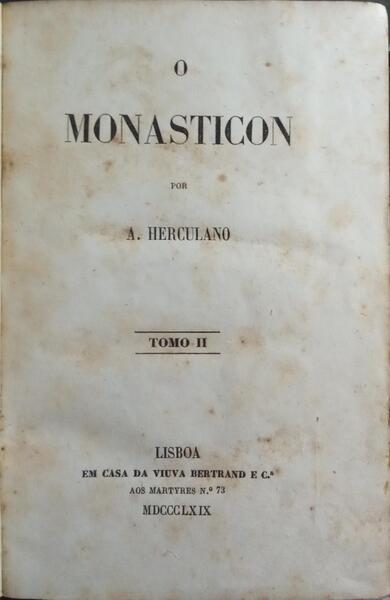 O
MONASTICON
POR
A. HERCULANO
TOMO II
LISBOA
EM CASA DA VIUVA BERTRAND E C.ª
AOS MARTYRES N.º 73
MDCCCLXIX